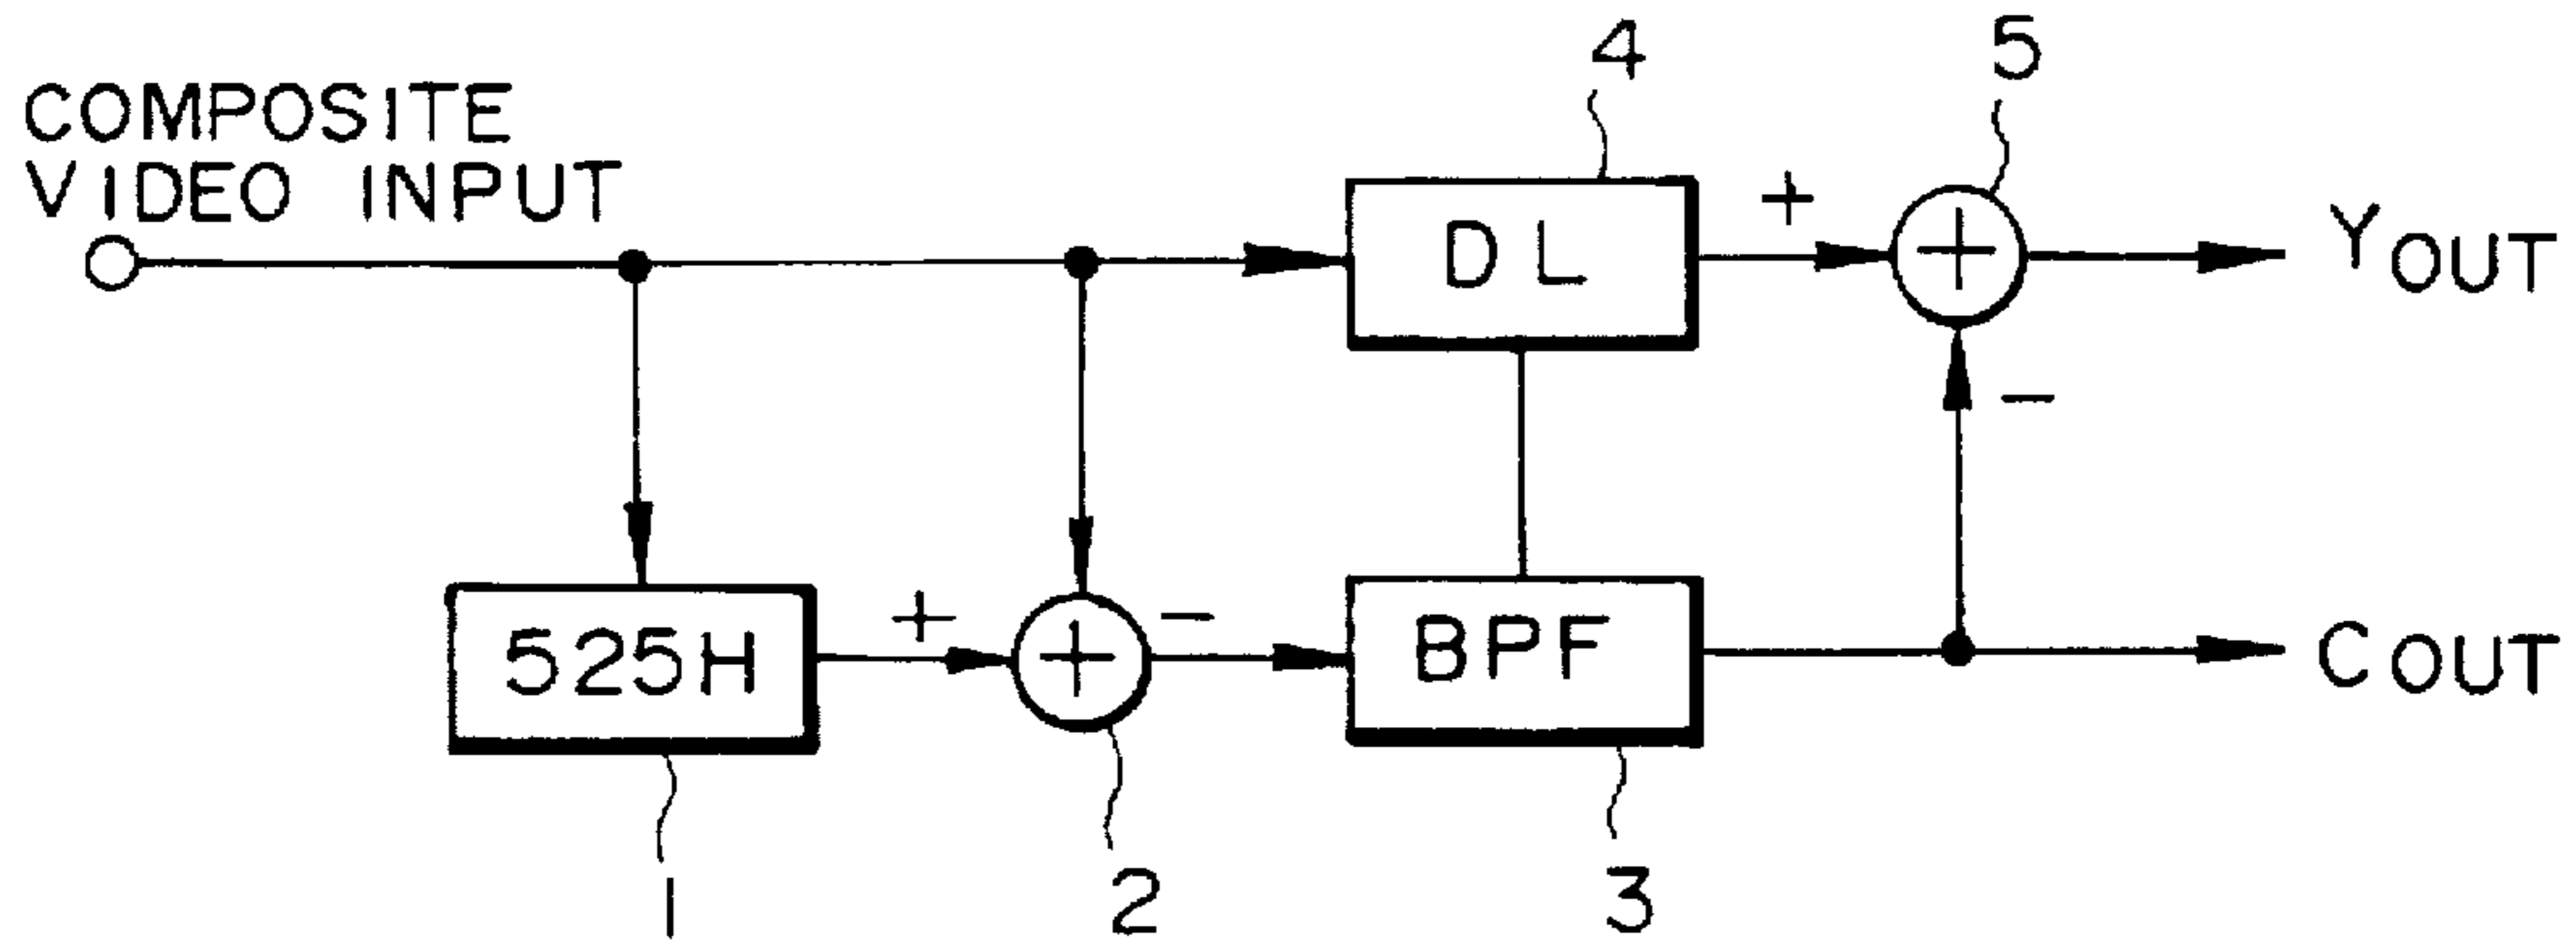 4
5
COMPOSITE
VIDEO INPUT
DL
+
+
YOUT
−
525H
+
+
−
BPF
COUT
1
2
3